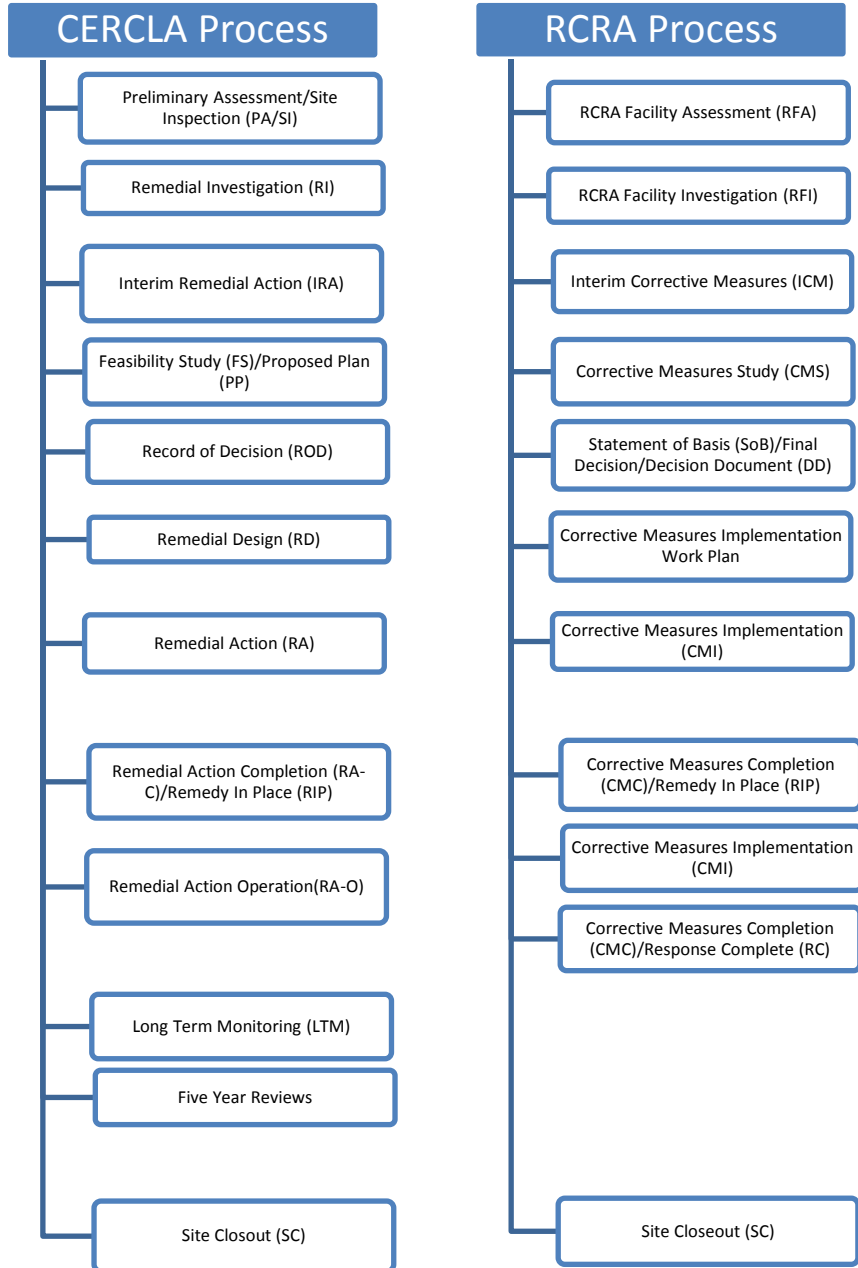 CERCLA Process
Preliminary Assessment/Site
Inspection (PA/SI)
Remedial Investigation (RI)
Interim Remedial Action (IRA)
Feasibility Study (FS)/Proposed Plan
(PP)
Record of Decision (ROD)
Remedial Design (RD)
Remedial Action (RA)
Remedial Action Completion (RA-
C)/Remedy In Place (RIP)
Remedial Action Operation(RA-O)
Long Term Monitoring (LTM)
Five Year Reviews
Site Closout (SC)
RCRA Process
RCRA Facility Assessment (RFA)
RCRA Facility Investigation (RFI)
Interim Corrective Measures (ICM)
Corrective Measures Study (CMS)
Statement of Basis (SoB)/Final
Decision/Decision Document (DD)
Corrective Measures Implementation
Work Plan
Corrective Measures Implementation
(CMI)
Corrective Measures Completion
(CMC)/Remedy In Place (RIP)
Corrective Measures Implementation
(CMI)
Corrective Measures Completion
(CMC)/Response Complete (RC)
Site Closeout (SC)